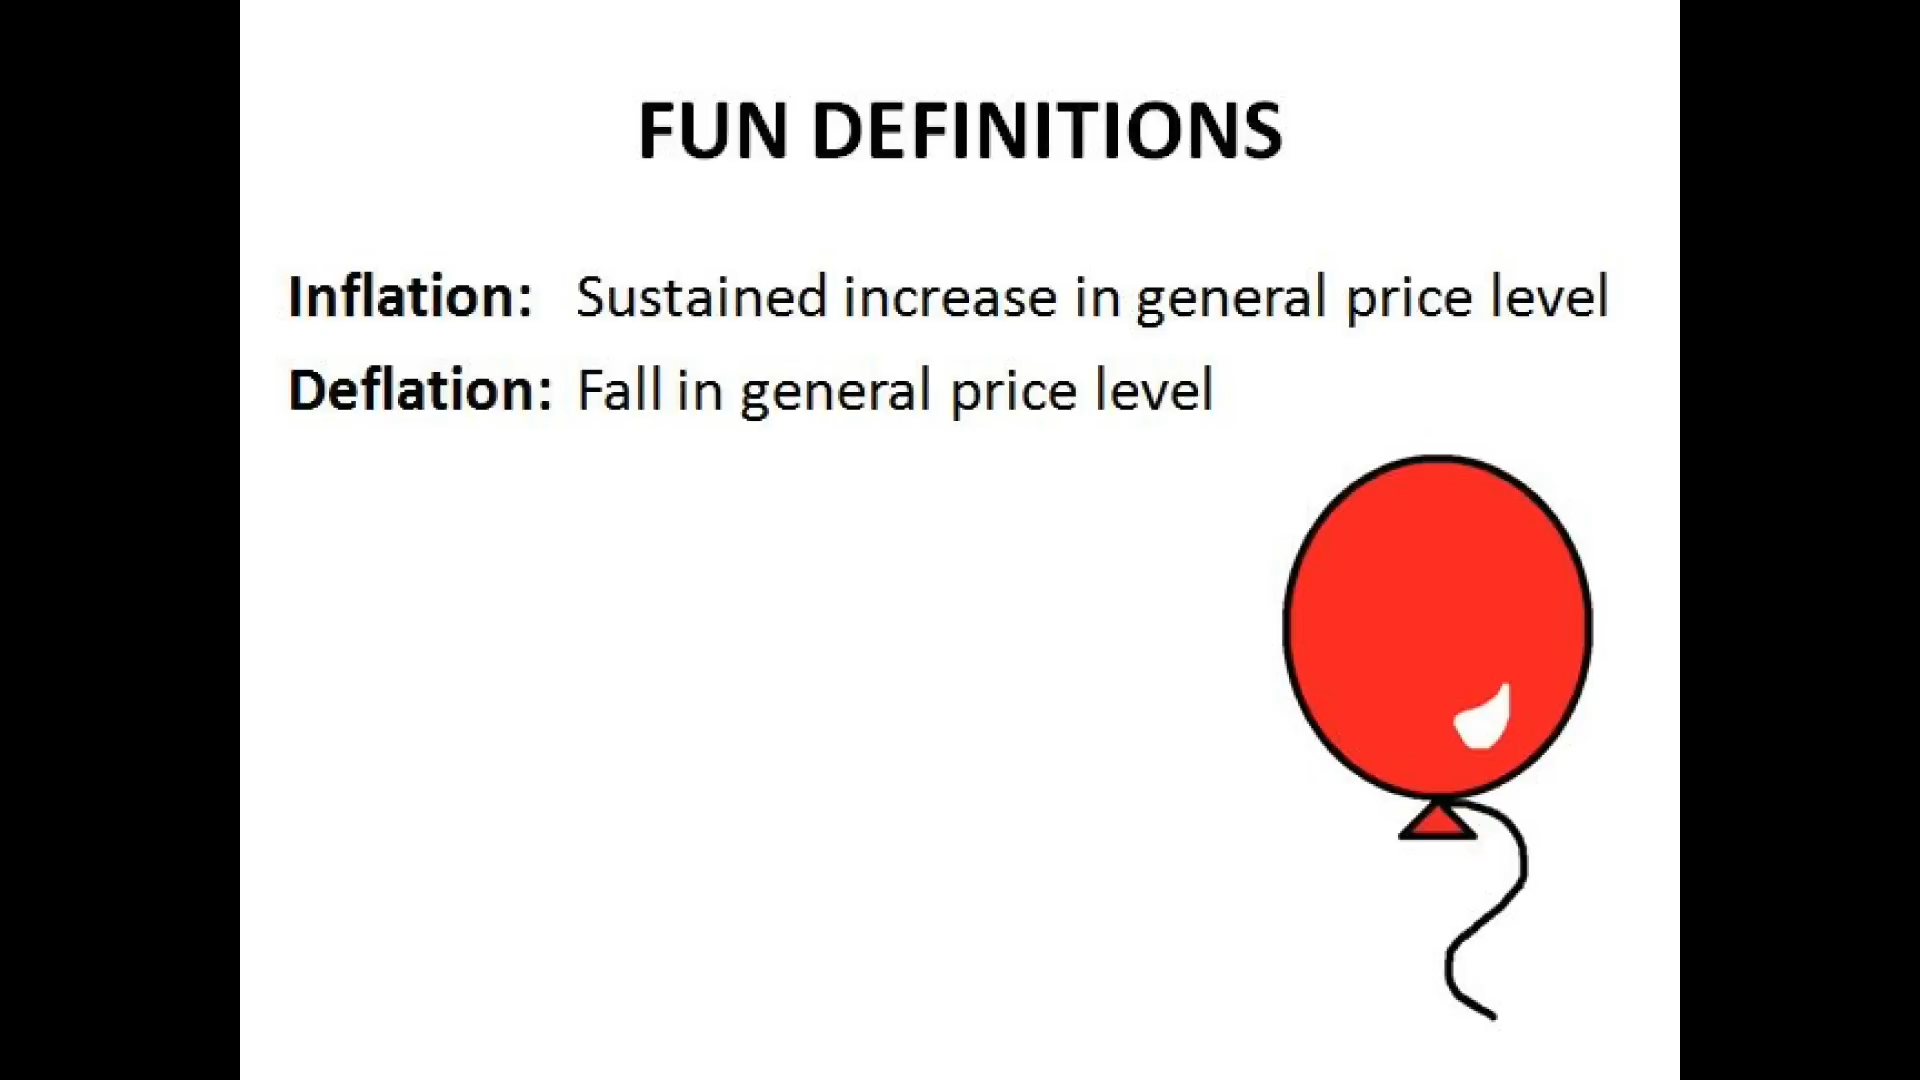 FUN DEFINITIONS
Inflation: Sustained increase in general price level
Deflation: Fall in general price level